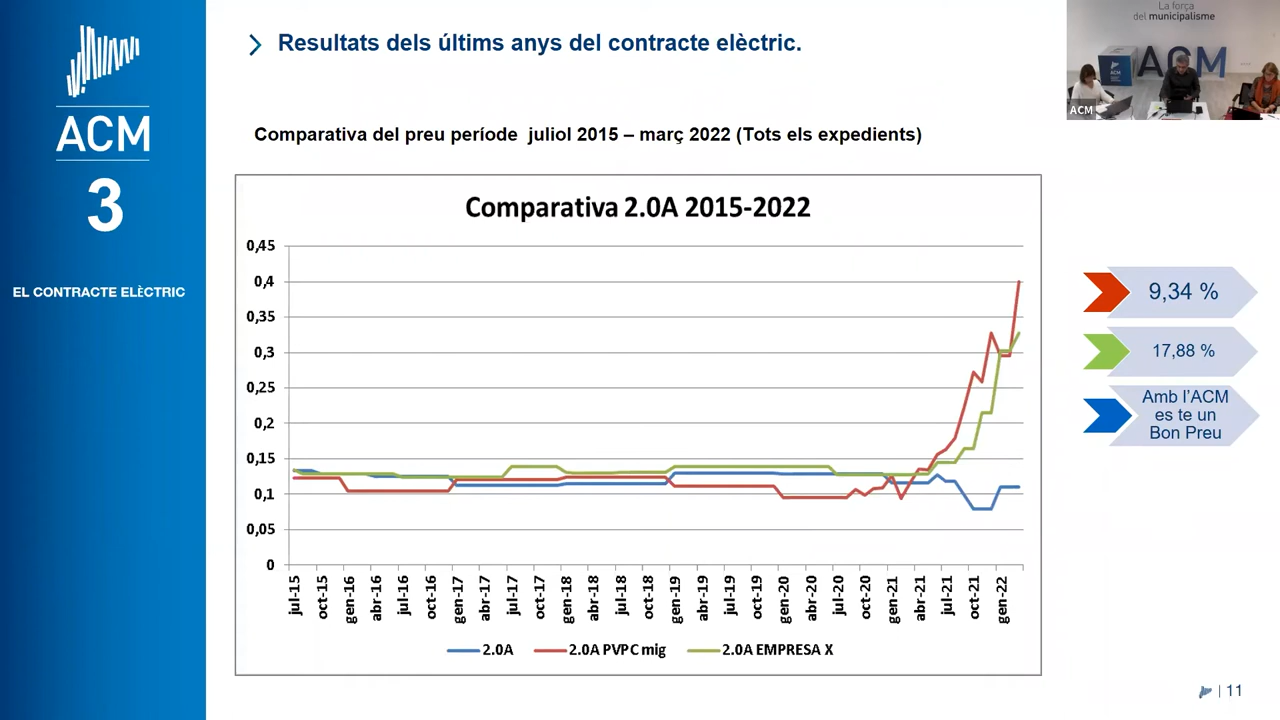 ACM
3
EL CONTRACTE ELÈCTRIC
Resultats dels últims anys del contracte elèctric.
Comparativa del preu període juliol 2015 – març 2022 (Tots els expedients)
Comparativa 2.0A 2015-2022
0,45
0,4
0,35
0,3
0,25
0,2
0,15
0,1
0,05
0
jul-15
oct-15
gen-16
abr-16
jul-16
oct-16
gen-17
abr-17
jul-17
oct-17
gen-18
abr-18
jul-18
oct-18
gen-19
abr-19
jul-19
oct-19
gen-20
abr-20
jul-20
oct-20
gen-21
abr-21
jul-21
oct-21
gen-22
2.0A
2.0A PVPC mig
2.0A EMPRESA X
La força
del municipalisme
ACM
ACM
ACM
9,34 %
17,88 %
Amb l'ACM
es te un
Bon Preu
| 11